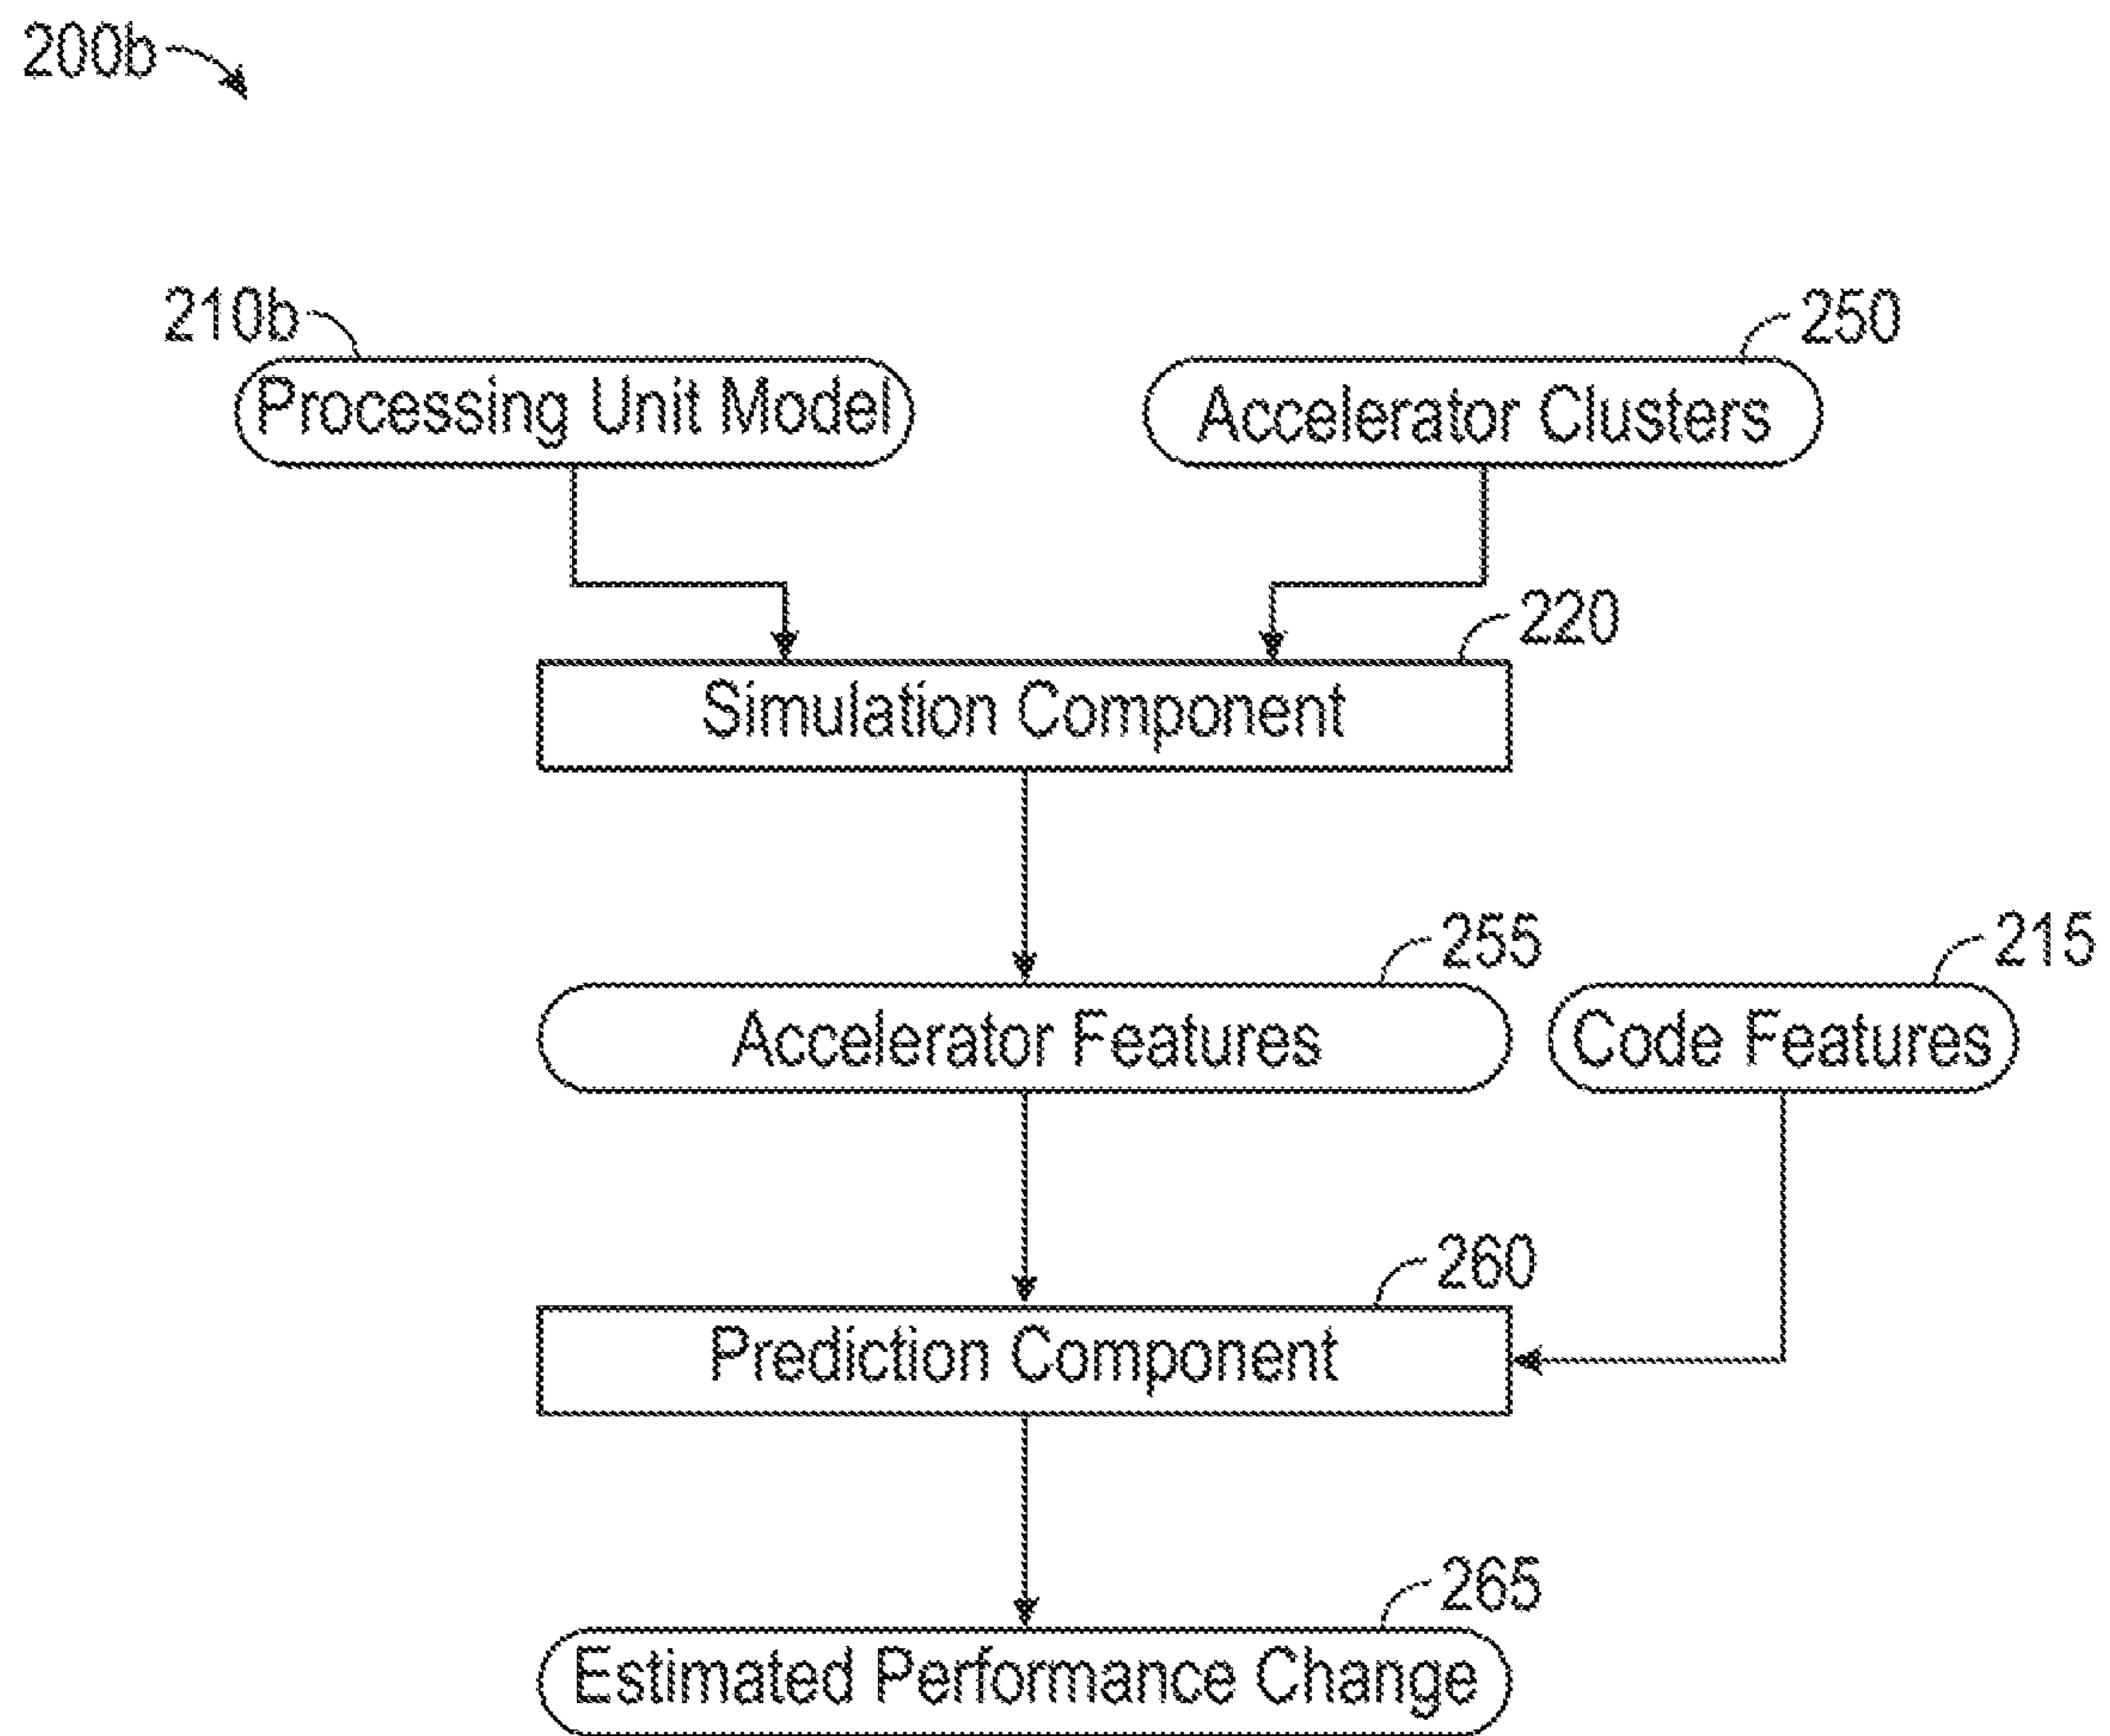 200b
210b
250
Processing Unit Model
Accelerator Clusters
220
Simulation Component
255
215
Accelerator Features
Code Features
260
Prediction Component
265
Estimated Performance Change